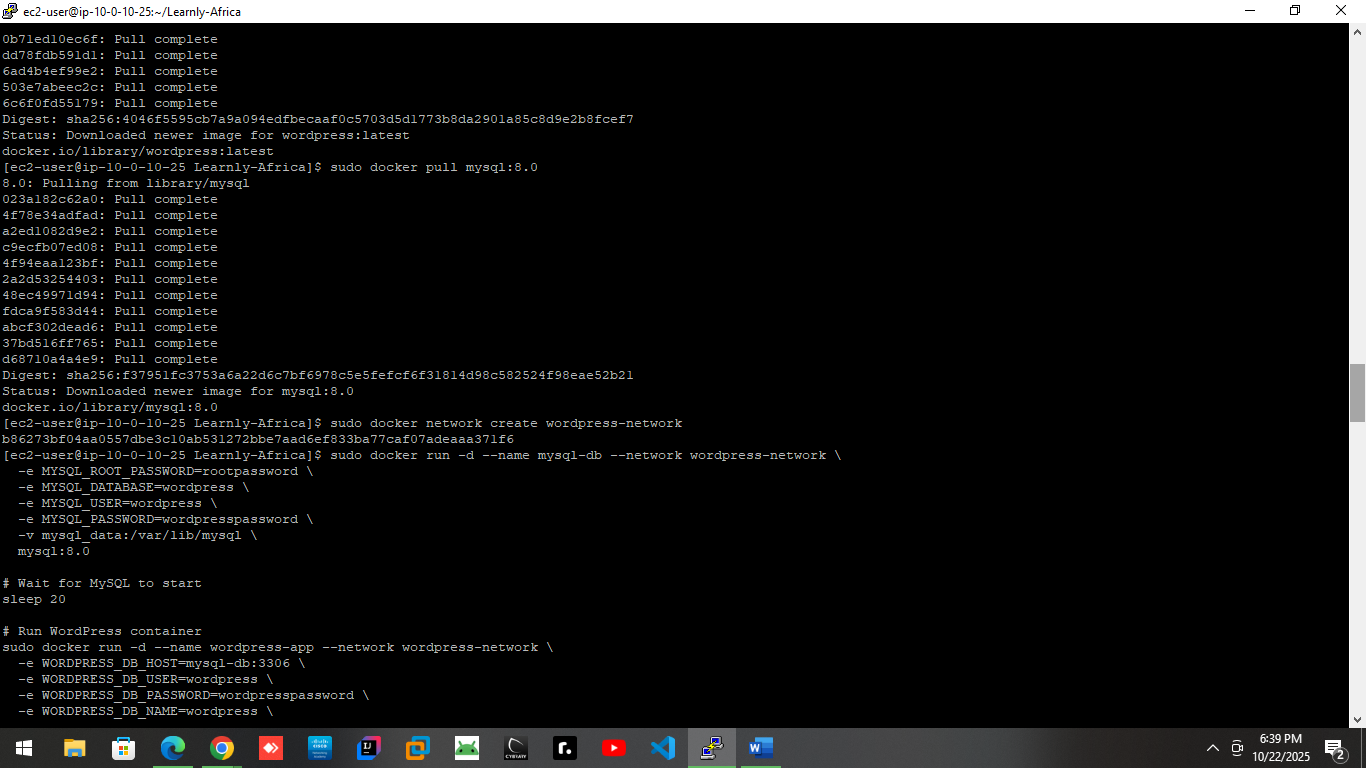 ec2-user@ip-10-0-10-25:~/Learnly-Africa
0b71ed10ec6f: Pull complete
dd78fdb591d1: Pull complete
6ad4b4ef99e2: Pull complete
503e7abeec2c: Pull complete
6c6f0fd55179: Pull complete
Digest: sha256:4046f5595cb7a9a094edfbecaaf0c5703d5d1773b8da2901a85c8d9e2b8fcef7
Status: Downloaded newer image for wordpress:latest
docker.io/library/wordpress:latest
[ec2-user@ip-10-0-10-25 Learnly-Africa]$ sudo docker pull mysql:8.0
8.0: Pulling from library/mysql
023a182c62a0: Pull complete
4f78e34adfad: Pull complete
a2ed1082d9e2: Pull complete
c9ecfb07ed08: Pull complete
4f94eaa123bf: Pull complete
2a2d53254403: Pull complete
48ec49971d94: Pull complete
fdca9f583d44: Pull complete
abcf302dead6: Pull complete
37bd516ff765: Pull complete
d68710a4a4e9: Pull complete
Digest: sha256:f37951fc3753a6a22d6c7bf6978c5e5fefcf6f31814d98c582524f98eae52b21
Status: Downloaded newer image for mysql:8.0
docker.io/library/mysql:8.0
[ec2-user@ip-10-0-10-25 Learnly-Africa]$ sudo docker network create wordpress-network
b86273bf04aa0557dbe3c10ab531272bbe7aad6ef833ba77caf07adeaaa371f6
[ec2-user@ip-10-0-10-25 Learnly-Africa]$ sudo docker run -d --name mysql-db --network wordpress-network \
  -e MYSQL_ROOT_PASSWORD=rootpassword \
  -e MYSQL_DATABASE=wordpress \
  -e MYSQL_USER=wordpress \
  -e MYSQL_PASSWORD=wordpresspassword \
  -v mysql_data:/var/lib/mysql \
  mysql:8.0
# Wait for MySQL to start
sleep 20
# Run WordPress container
sudo docker run -d --name wordpress-app --network wordpress-network \
  -e WORDPRESS_DB_HOST=mysql-db:3306 \
  -e WORDPRESS_DB_USER=wordpress \
  -e WORDPRESS_DB_PASSWORD=wordpresspassword \
  -e WORDPRESS_DB_NAME=wordpress \
6:39 PM
10/22/2025
2